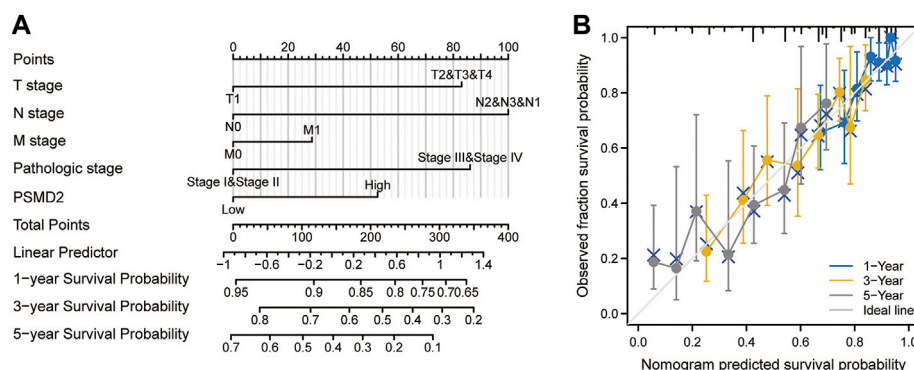 A
Points
0 20 40 60 80 100
T stage
T1
T2&T3&T4
N stage
N0
N2&N3&N1
M stage
M0
M1
Pathologic stage
Stage I&Stage II
Stage III&Stage IV
PSMD2
Low
High
Total Points
0 100 200 300 400
Linear Predictor
−1 −0.6 −0.2 0.2 0.6 1 1.4
1−year Survival Probability
0.95 0.9 0.85 0.8 0.75 0.70 0.65
3−year Survival Probability
0.8 0.7 0.6 0.5 0.4 0.3 0.2
5−year Survival Probability
0.7 0.6 0.5 0.4 0.3 0.2 0.1
B
Observed fraction survival probability
1.0
0.8
0.6
0.4
0.2
0.0
1−Year
3−Year
5−Year
Ideal line
0.0 0.2 0.4 0.6 0.8 1.0
Nomogram predicted survival probability